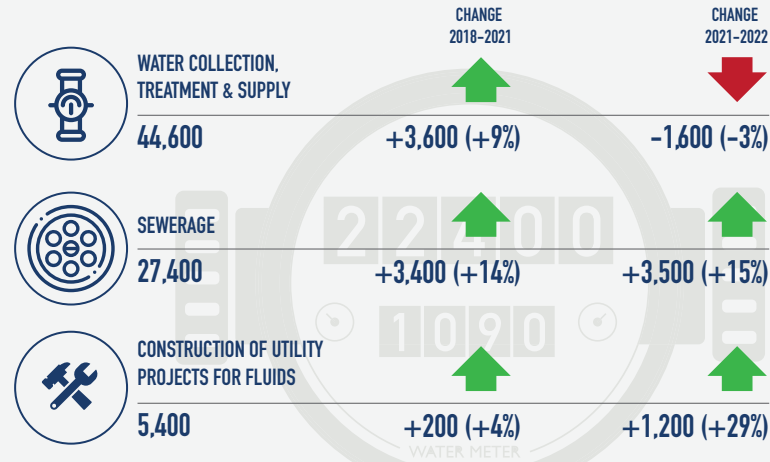 CHANGE
2018-2021
CHANGE
2021-2022
WATER COLLECTION,
TREATMENT & SUPPLY
44,600
+3,600 (+9%)
-1,600 (-3%)
SEWERAGE
22400
27,400
+3,400 (+14%)
+3,500 (+15%)
1090
CONSTRUCTION OF UTILITY
PROJECTS FOR FLUIDS
5,400
+200 (+4%)
+1,200 (+29%)
WATER METER